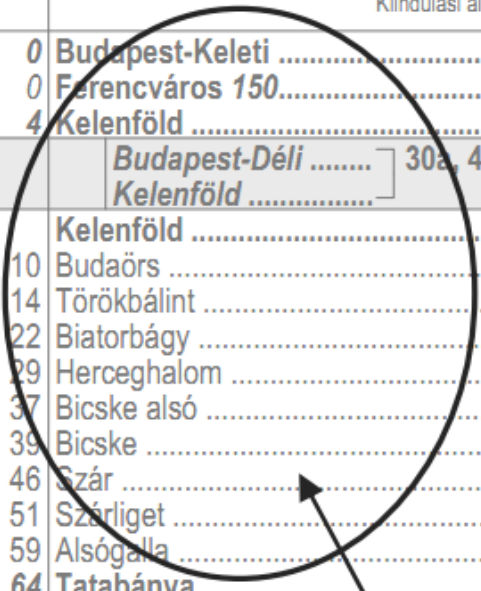 Kiindulási ál
0 Budapest-Keleti ........................
0 Ferencváros 150........................
4 Kelenföld ................................
Budapest-Déli ........ 30a, 4
Kelenföld ................
Kelenföld ................................
10 Budaörs ..................................
14 Törökbálint ..............................
22 Biatorbágy ..............................
29 Herceghalom ...........................
37 Bicske alsó ..............................
39 Bicske ....................................
46 Szár .......................................
51 Szárliget .................................
59 Alsógalla ................................
64 Tatabánya ...............................